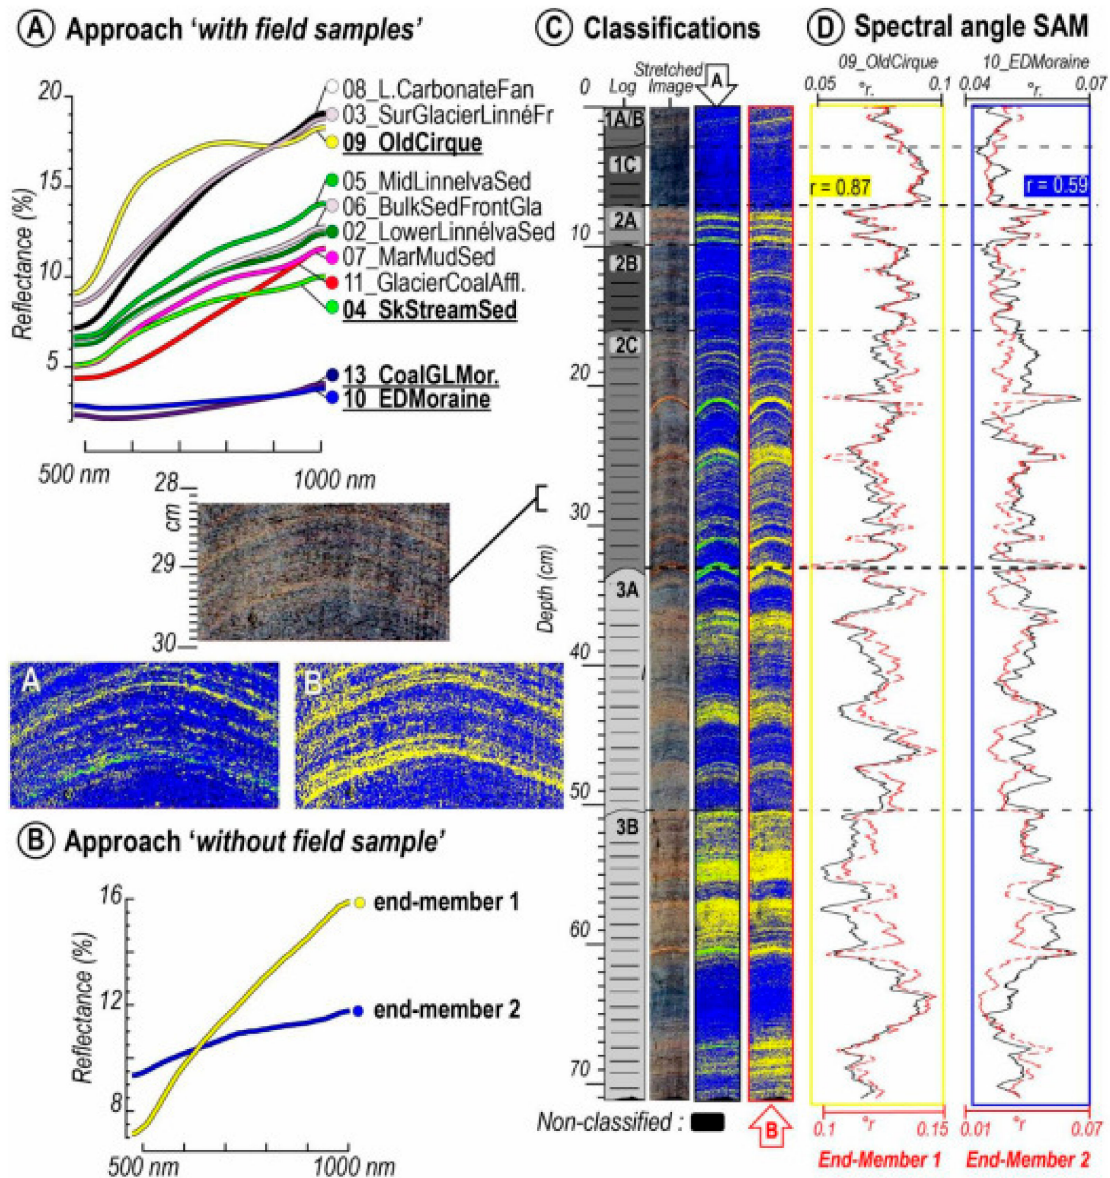 A Approach 'with field samples'
20
15
10
5
Reflectance (%)
08_L.CarbonateFan
03_SurGlacierLinnéFr
09_OldCirque
05_MidLinnelvaSed
06_BulkSedFrontGla
02_LowerLinnélvaSed
07_MarMudSed
11_GlacierCoalAffl.
04_SkStreamSed
13_CoalGLMor.
10_EDMoraine
500 nm
1000 nm
28
cm
29
30
A
B
B Approach 'without field sample'
16
12
8
Reflectance (%)
end-member 1
end-member 2
500 nm
1000 nm
C Classifications
Stretched
Log Image
A
0
10
20
30
40
50
60
70
Depth (cm)
1A/B
1C
2A
2B
2C
3A
3B
Non-classified :
B
D Spectral angle SAM
09_OldCirque
10_EDMoraine
0.05 °r. 0.1
0.04 °r. 0.07
r = 0.87
r = 0.59
0.1 °r 0.15
0.01 °r 0.07
End-Member 1
End-Member 2